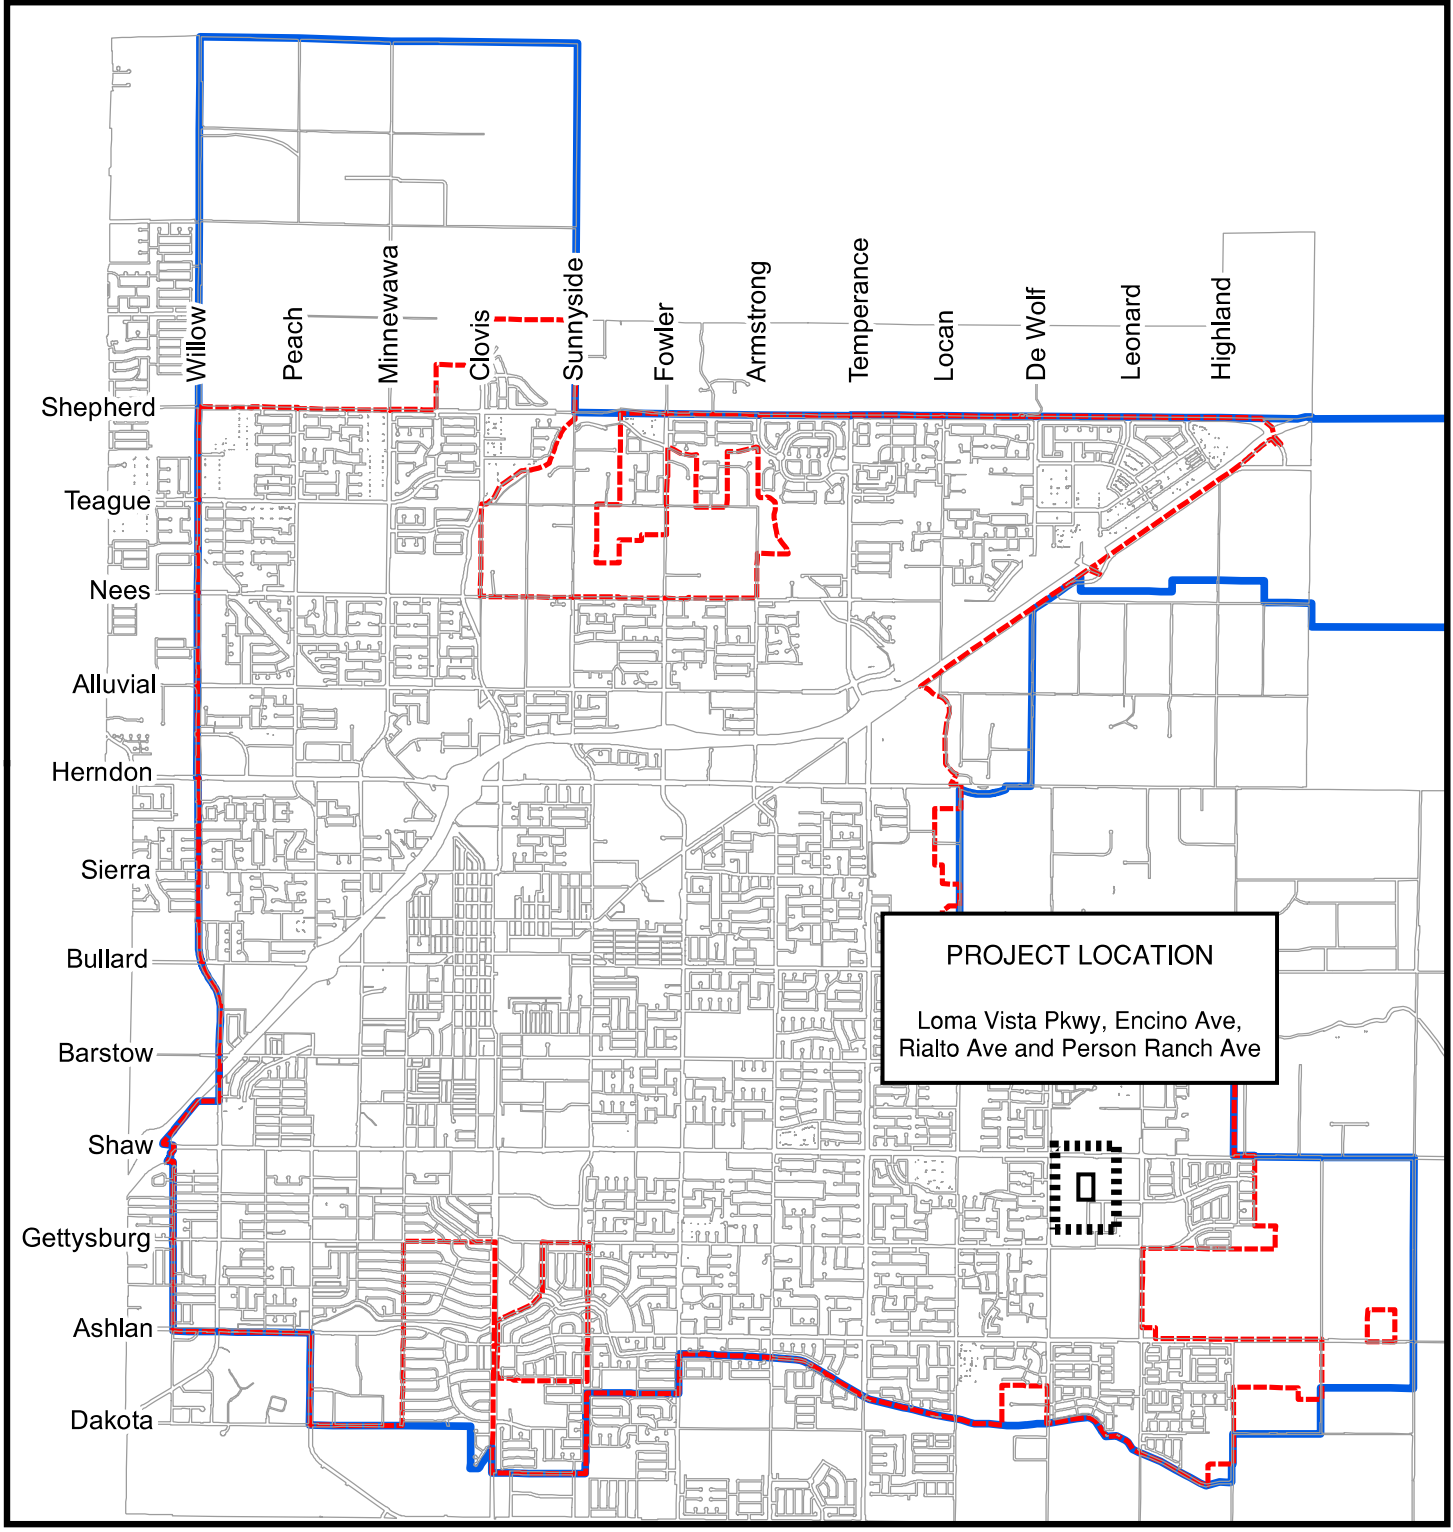 Willow
Peach
Minnewawa
Clovis
Sunnyside
Fowler
Armstrong
Temperance
Locan
De Wolf
Leonard
Highland
Shepherd
Teague
Nees
Alluvial
Herndon
Sierra
Bullard
Barstow
Shaw
Gettysburg
Ashlan
Dakota
PROJECT LOCATION
Loma Vista Pkwy, Encino Ave,
Rialto Ave and Person Ranch Ave